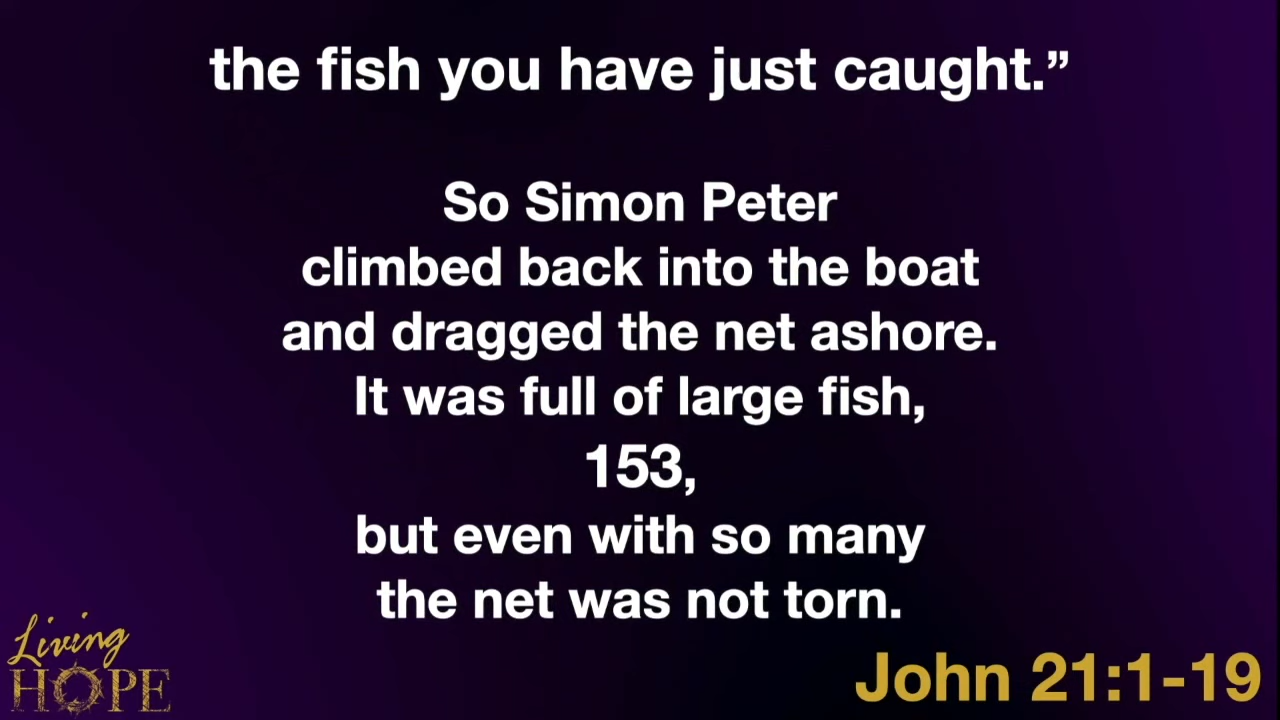 the fish you have just caught.”
So Simon Peter
climbed back into the boat
and dragged the net ashore.
It was full of large fish,
153,
but even with so many
the net was not torn.
Living
HOPE
John 21:1-19